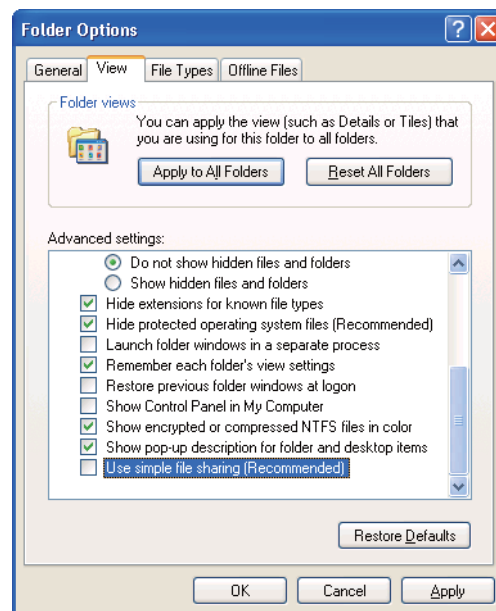 Folder Options
General View File Types Offline Files
Folder views
You can apply the view (such as Details or Tiles) that
you are using for this folder to all folders.
Apply to All Folders Reset All Folders
Advanced settings:
Do not show hidden files and folders
Show hidden files and folders
Hide extensions for known file types
Hide protected operating system files (Recommended)
Launch folder windows in a separate process
Remember each folder's view settings
Restore previous folder windows at logon
Show Control Panel in My Computer
Show encrypted or compressed NTFS files in color
Show pop-up description for folder and desktop items
Use simple file sharing (Recommended)
Restore Defaults
OK Cancel Apply